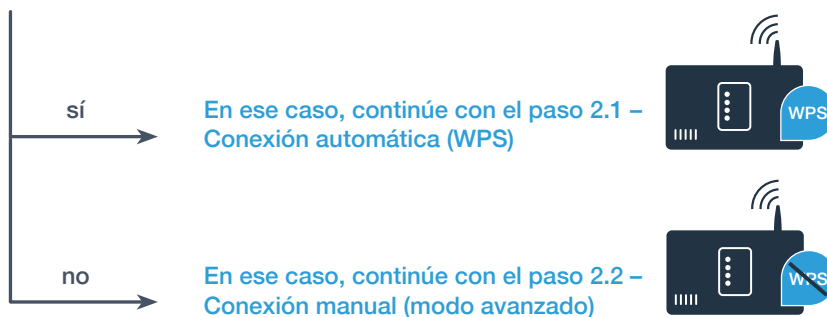 sí
En ese caso, continúe con el paso 2.1 –
Conexión automática (WPS)
WPS
no
En ese caso, continúe con el paso 2.2 –
Conexión manual (modo avanzado)
WPS